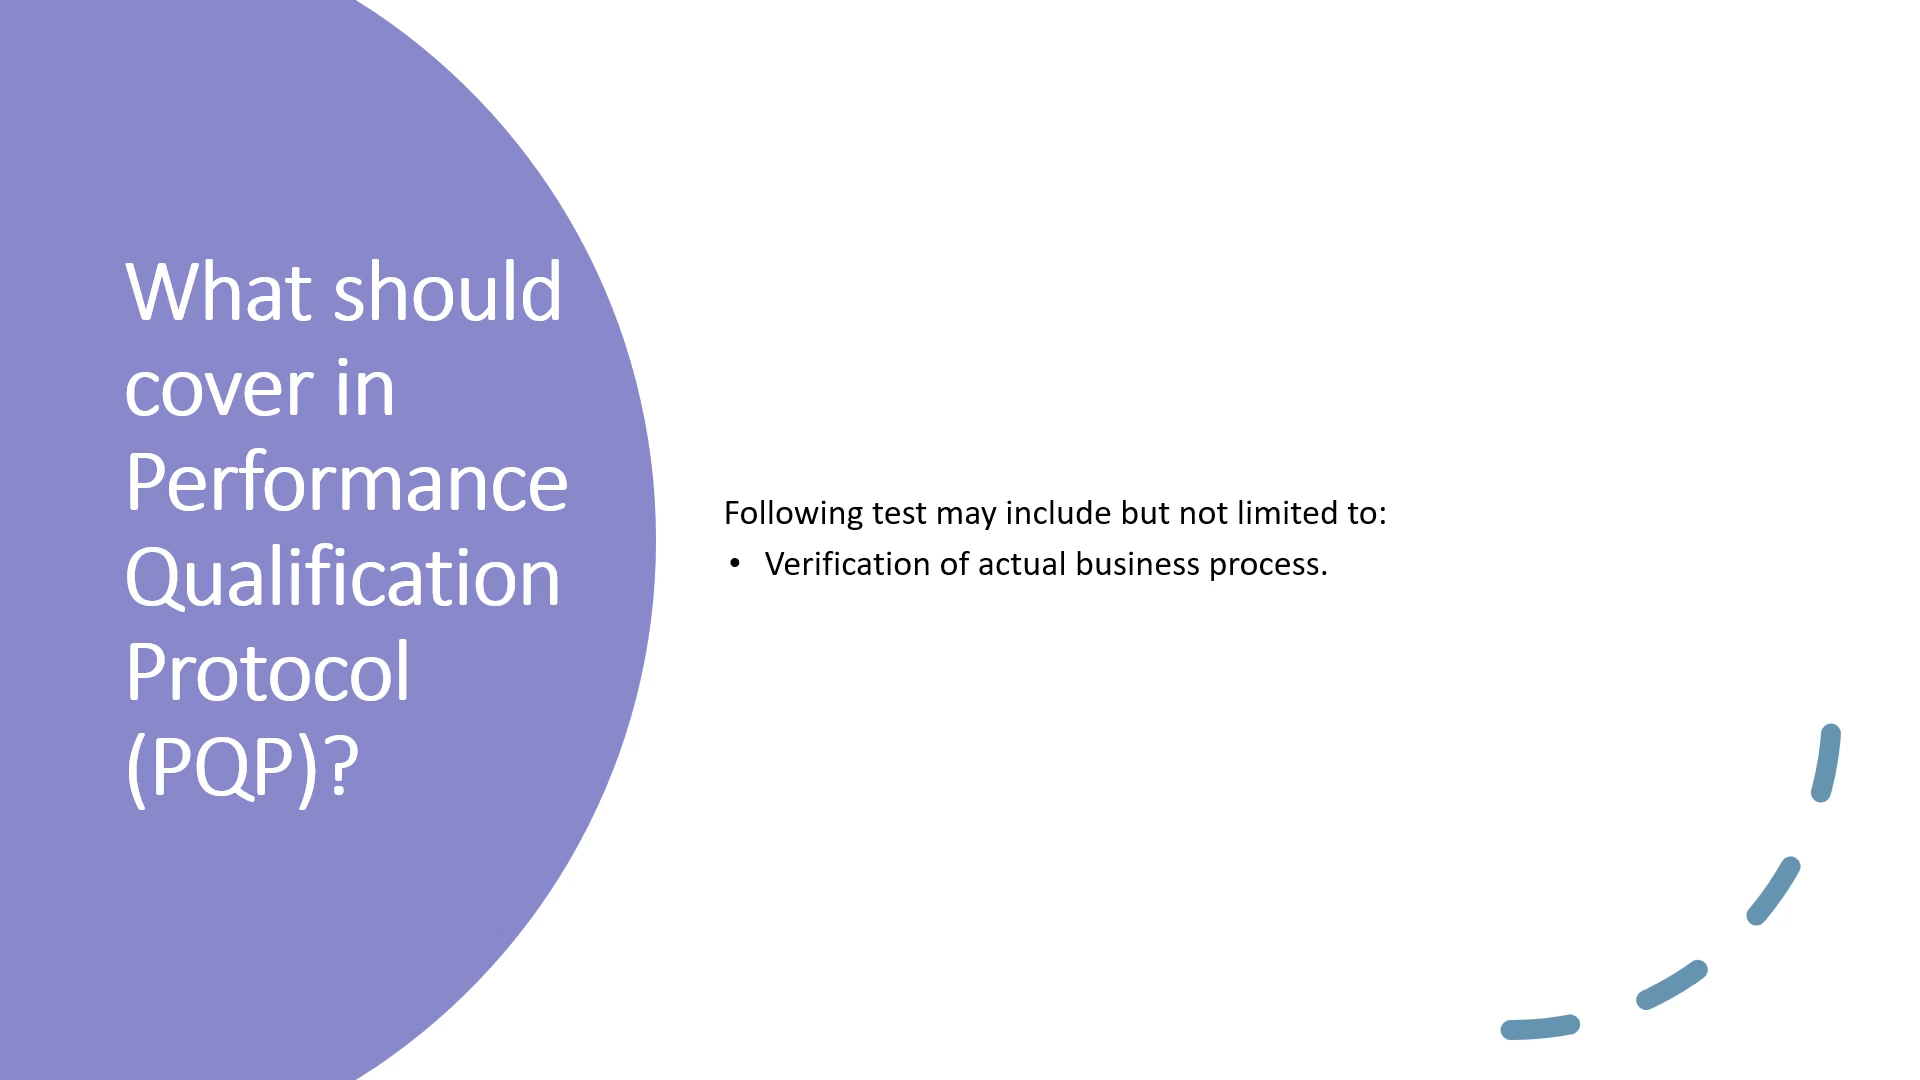 What should
cover in
Performance
Qualification
Protocol
(PQP)?
Following test may include but not limited to:
• Verification of actual business process.